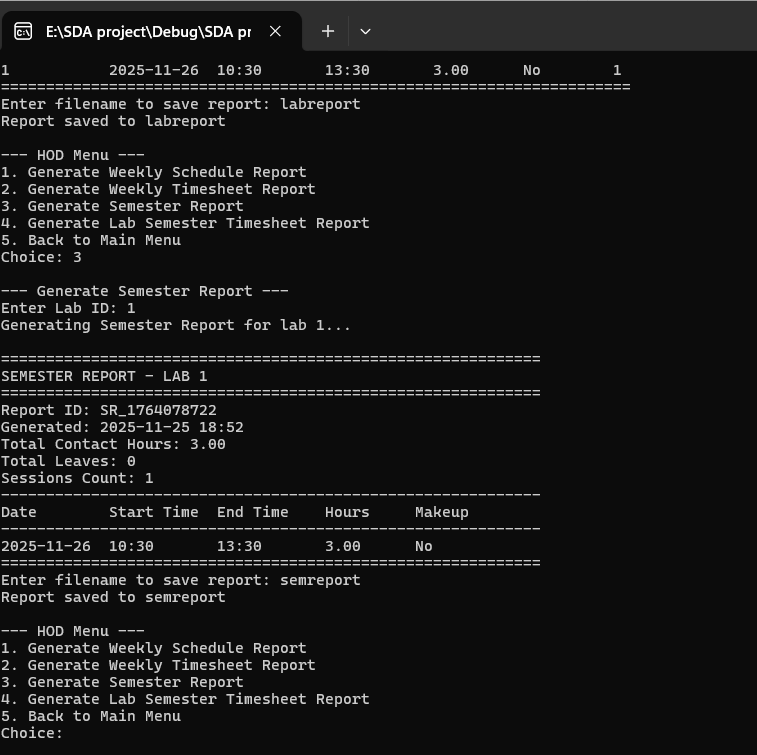 E:\SDA project\Debug\SDA pr
1           2025-11-26  10:30       13:30       3.00      No        1
======================================================================
Enter filename to save report: labreport
Report saved to labreport

--- HOD Menu ---
1. Generate Weekly Schedule Report
2. Generate Weekly Timesheet Report
3. Generate Semester Report
4. Generate Lab Semester Timesheet Report
5. Back to Main Menu
Choice: 3

--- Generate Semester Report ---
Enter Lab ID: 1
Generating Semester Report for lab 1...

============================================================
SEMESTER REPORT - LAB 1
============================================================
Report ID: SR_1764078722
Generated: 2025-11-25 18:52
Total Contact Hours: 3.00
Total Leaves: 0
Sessions Count: 1
------------------------------------------------------------
Date        Start Time  End Time    Hours     Makeup
------------------------------------------------------------
2025-11-26  10:30       13:30       3.00      No
============================================================
Enter filename to save report: semreport
Report saved to semreport

--- HOD Menu ---
1. Generate Weekly Schedule Report
2. Generate Weekly Timesheet Report
3. Generate Semester Report
4. Generate Lab Semester Timesheet Report
5. Back to Main Menu
Choice: